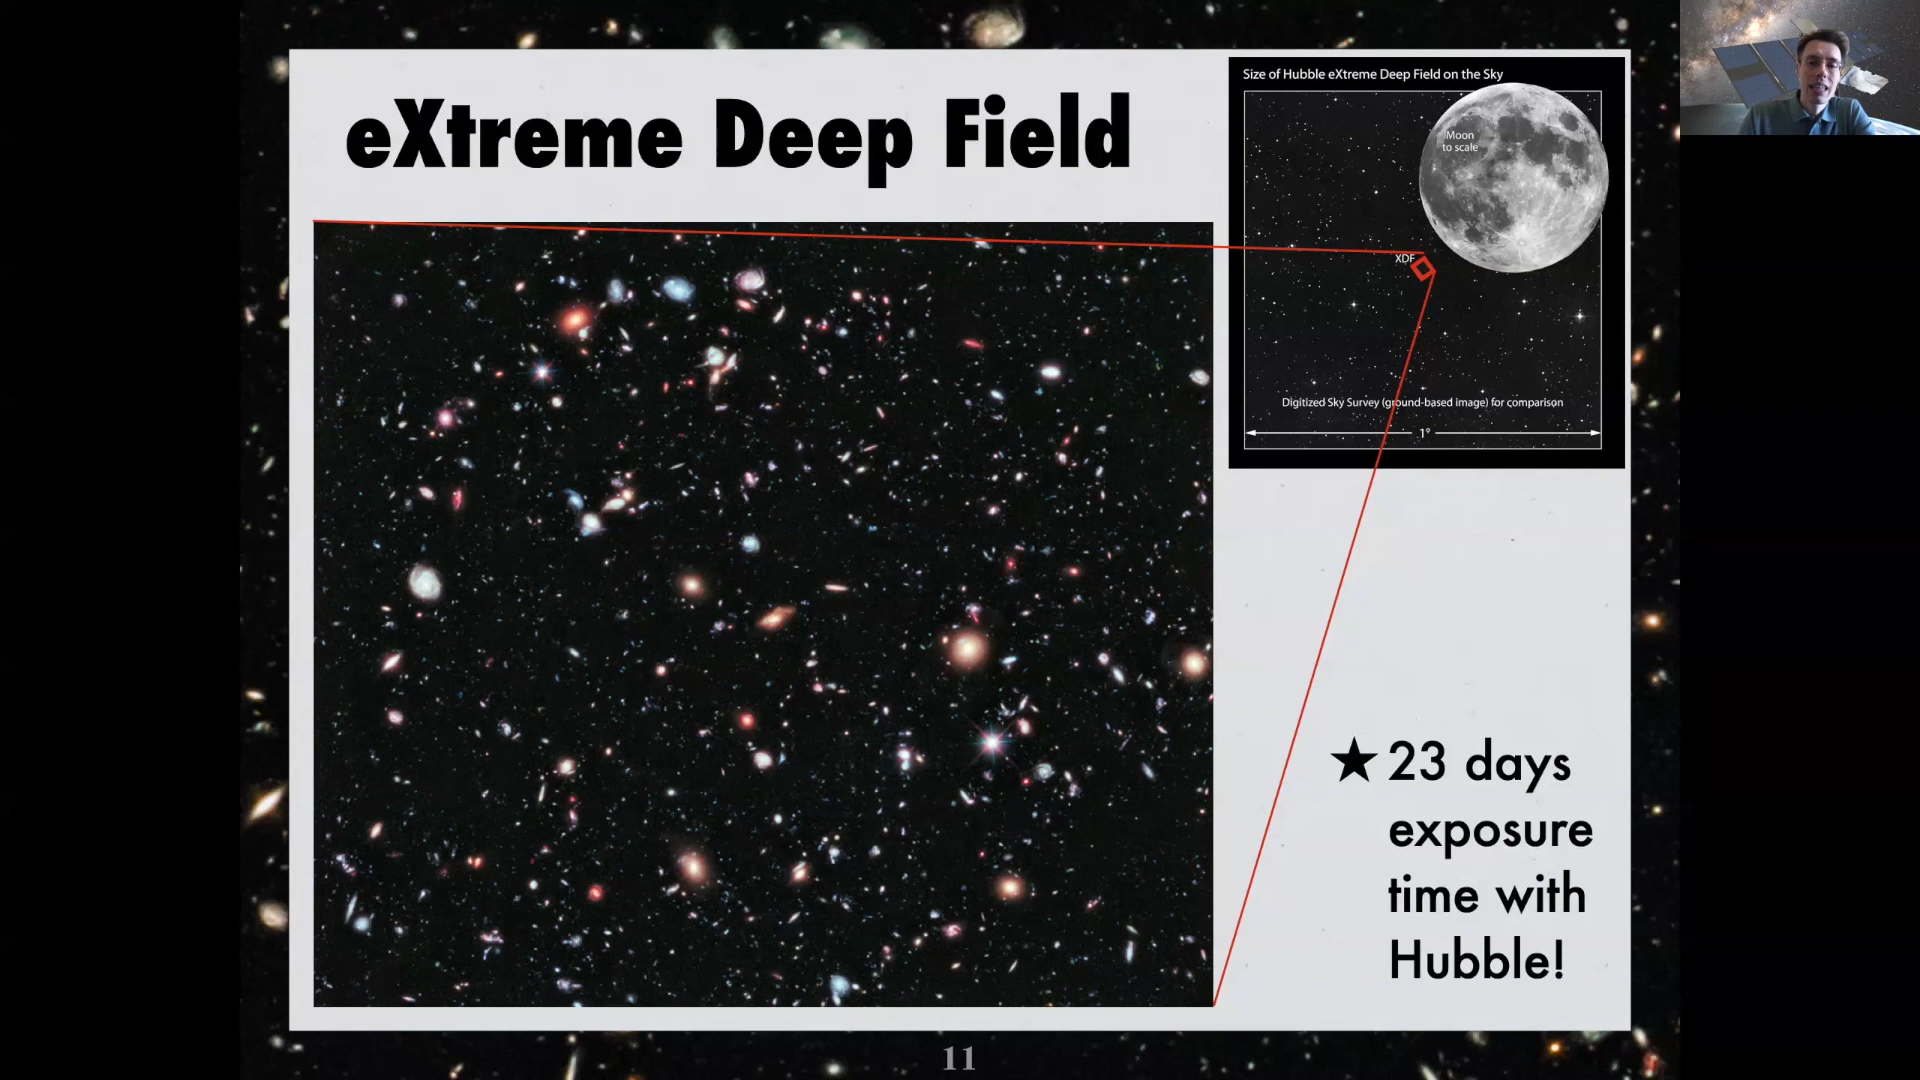 eXtreme Deep Field
Size of Hubble eXtreme Deep Field on the Sky
Moon
to scale
XDF
Digitized Sky Survey (ground-based image) for comparison
1°
★ 23 days
exposure
time with
Hubble!
11